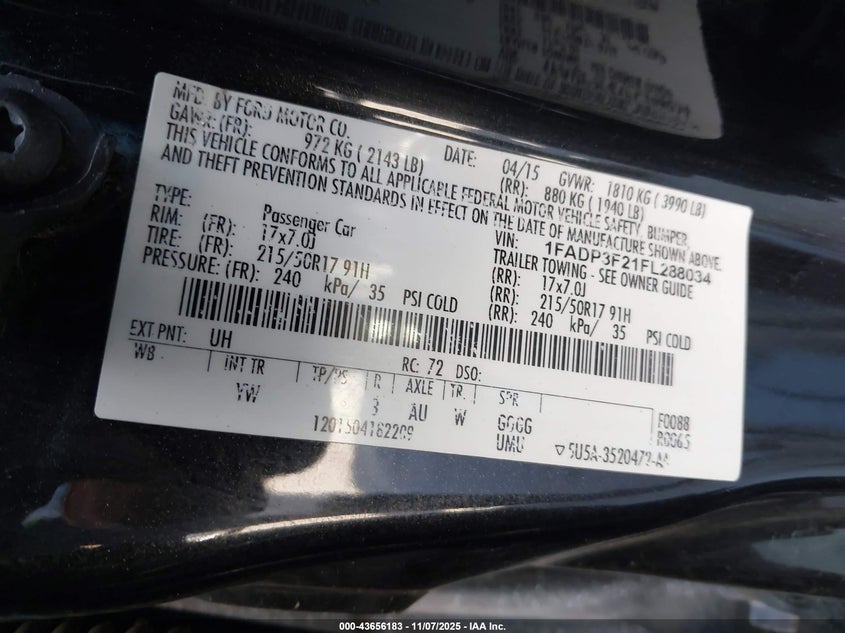 MFD. BY FORD MOTOR CO.
DATE: 04/15 GVWR: 1810 KG ( 3990 LB)
GAWR:(FR): 972 KG ( 2143 LB) (RR): 880 KG ( 1940 LB)
THIS VEHICLE CONFORMS TO ALL APPLICABLE FEDERAL MOTOR VEHICLE SAFETY, BUMPER,
AND THEFT PREVENTION STANDARDS IN EFFECT ON THE DATE OF MANUFACTURE SHOWN ABOVE.
VIN: 1FADP3F21FL288034
TYPE: Passenger Car TRAILER TOWING - SEE OWNER GUIDE
RIM: (FR): 17x7.0J (RR): 17x7.0J
TIRE: (FR): 215/50R17 91H (RR): 215/50R17 91H
PRESSURE: (FR): 240 kPa/ 35 PSI COLD (RR): 240 kPa/ 35 PSI COLD
EXT PNT: UH RC: 72 DSO:
WB INT TR TP/PS R AXLE TR SPR F0088
YW 3 AU W GGGG R0065
1201504182209 UMU 5U5A-3520472-AA
000-43656183 - 11/07/2025 - IAA Inc.